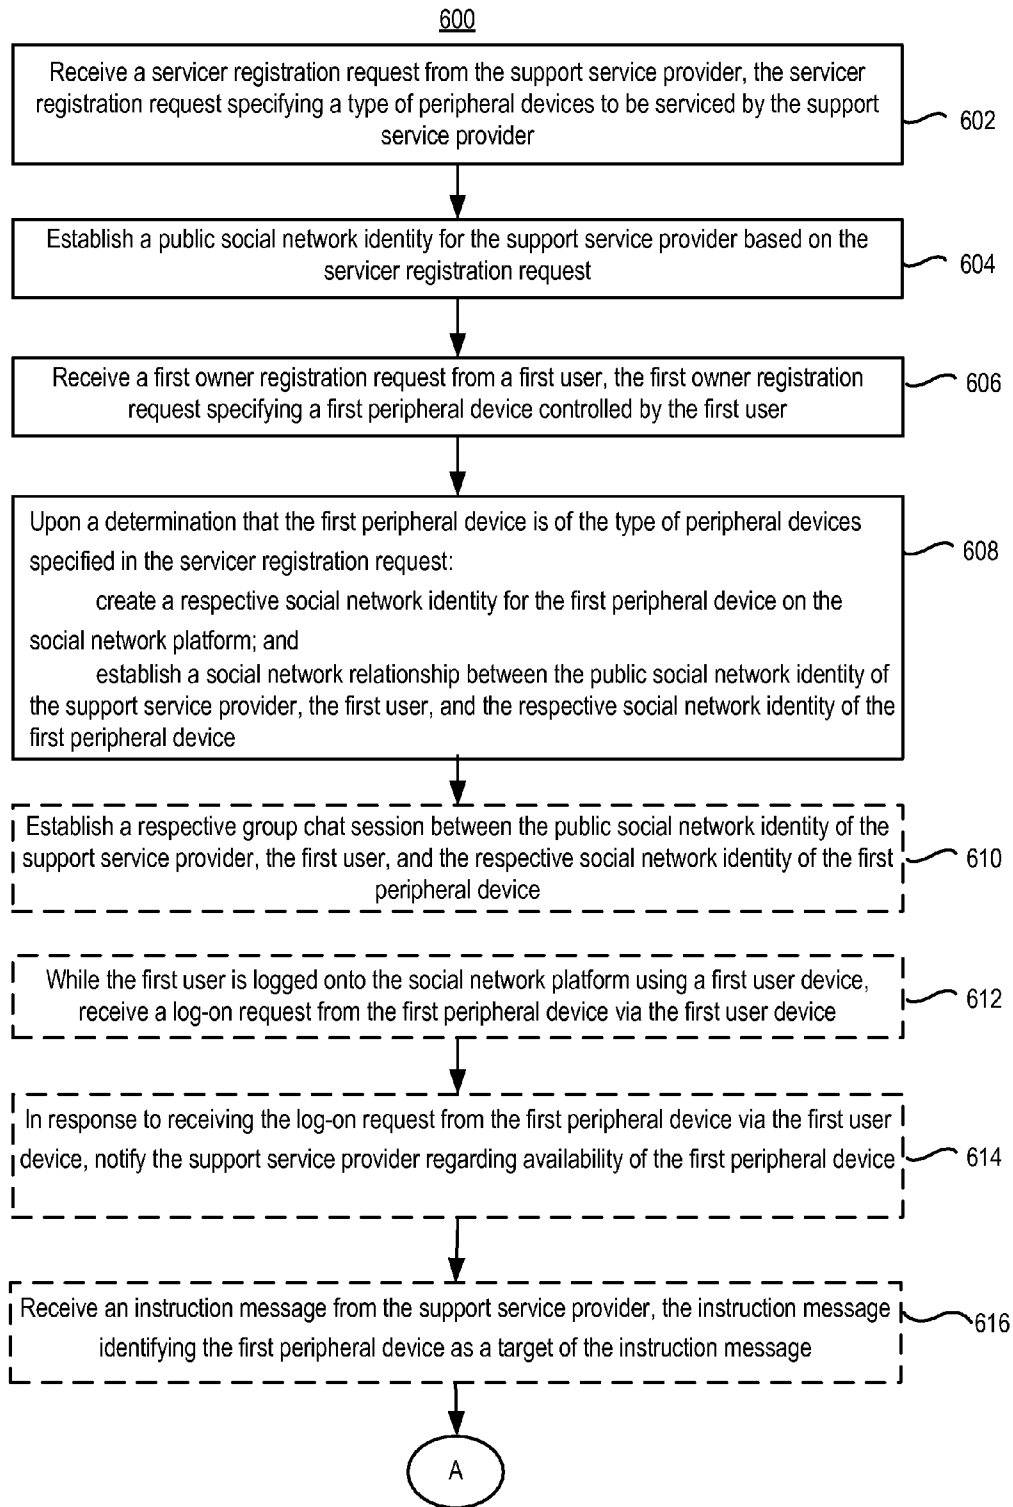 600
Receive a servicer registration request from the support service provider, the servicer
registration request specifying a type of peripheral devices to be serviced by the support
service provider
602
Establish a public social network identity for the support service provider based on the
servicer registration request
604
Receive a first owner registration request from a first user, the first owner registration
request specifying a first peripheral device controlled by the first user
606
Upon a determination that the first peripheral device is of the type of peripheral devices
specified in the servicer registration request:
create a respective social network identity for the first peripheral device on the
social network platform; and
establish a social network relationship between the public social network identity of
the support service provider, the first user, and the respective social network identity of the
first peripheral device
608
Establish a respective group chat session between the public social network identity of the
support service provider, the first user, and the respective social network identity of the first
peripheral device
610
While the first user is logged onto the social network platform using a first user device,
receive a log-on request from the first peripheral device via the first user device
612
In response to receiving the log-on request from the first peripheral device via the first user
device, notify the support service provider regarding availability of the first peripheral device
614
Receive an instruction message from the support service provider, the instruction message
identifying the first peripheral device as a target of the instruction message
616
A